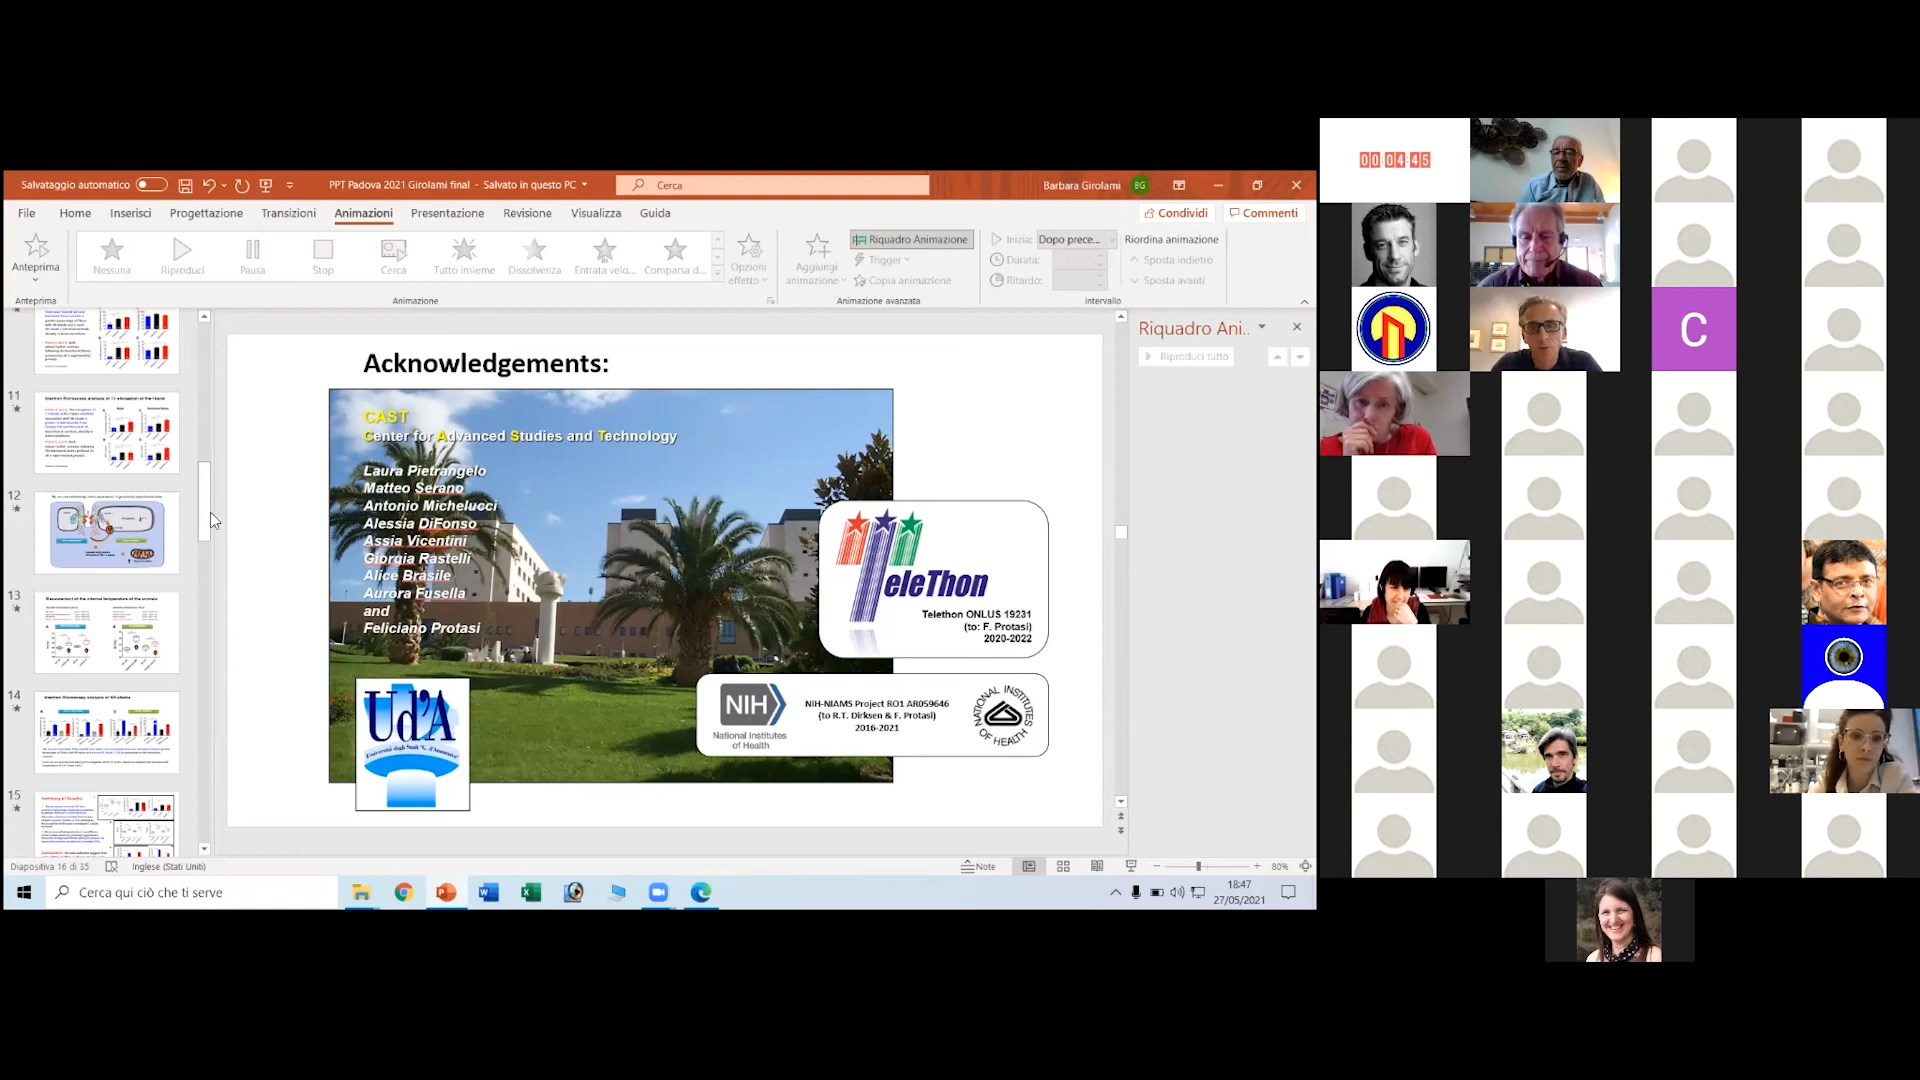 Salvataggio automatico
PPT Padova 2021 Girolami final - Salvato in questo PC
Cerca
Barbara Girolami
BG
File
Home
Inserisci
Progettazione
Transizioni
Animazioni
Presentazione
Revisione
Visualizza
Guida
Condividi
Commenti
Anteprima
Nessuna
Riproduci
Pausa
Stop
Cerca
Tutto insieme
Dissolvenza
Entrata velo...
Comparsa d...
Opzioni
effetto
Aggiungi
animazione
Riquadro Animazione
Trigger
Copia animazione
Inizia: Dopo prece...
Durata:
Ritardo:
Riordina animazione
Sposta indietro
Sposta avanti
Anteprima
Animazione
Animazione avanzata
Intervallo
11
12
13
14
15
Acknowledgements:
CAST
Center for Advanced Studies and Technology
Laura Pietrangelo
Matteo Serano
Antonio Michelucci
Alessia DiFonso
Assia Vicentini
Giorgia Rastelli
Alice Brasile
Aurora Fusella
and
Feliciano Protasi
TeleThon
Telethon ONLUS 19231
(to: F. Protasi)
2020-2022
NIH
National Institutes
of Health
NIH-NIAMS Project RO1 AR059646
(to R.T. Dirksen & F. Protasi)
2016-2021
NATIONAL INSTITUTES OF HEALTH
Ud'A
Università degli Studi "G. d'Annunzio"
Riquadro Ani..
Riproduci tutto
Diapositiva 16 di 35
Inglese (Stati Uniti)
Note
80%
Cerca qui ciò che ti serve
18:47
27/05/2021
00:04:45
C